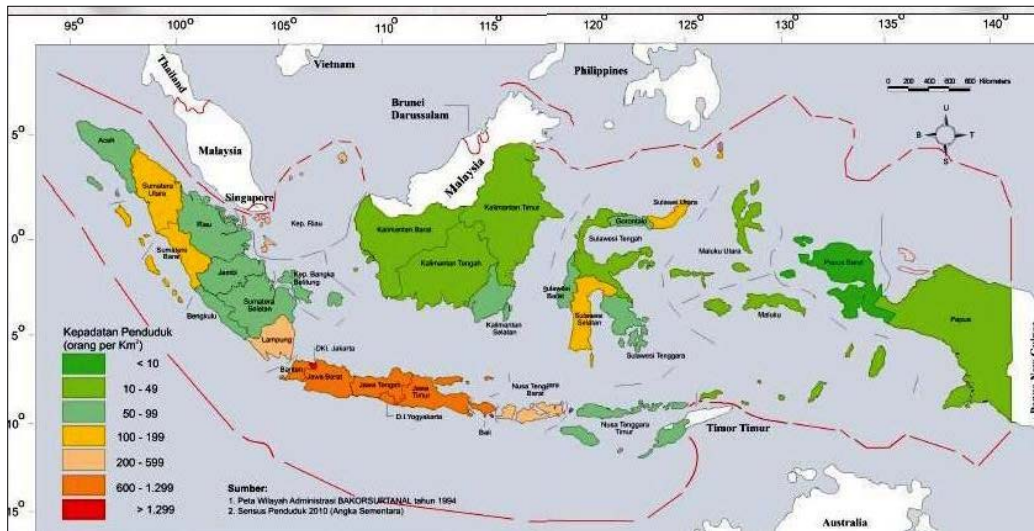 95° 100° 105° 110° 115° 120° 125° 130° 135° 140°
Thailand
Vietnam
Philippines
0 200 400 600 800 Kilometers
Brunei
Darussalam
U
B T
S
5°
Aceh
Malaysia
Malaysia
Sumatera
Utara
Singapore
Kep. Riau
Kalimantan Timur
Sulawesi Utara
Gorontalo
Riau
Kalimantan Barat
Sulawesi Tengah
Maluku Utara
0°
Sumatera
Barat
Kalimantan Tengah
Papua Barat
Jambi
Kep. Bangka
Belitung
Sumatera
Selatan
Sulawesi
Barat
Bengkulu
Kalimantan
Selatan
Sulawesi
Selatan
Maluku
Papua
5°
Lampung
Sulawesi Tenggara
Kepadatan Penduduk
(orang per Km²)
< 10
10 - 49
50 - 99
100 - 199
200 - 599
600 - 1.299
> 1.299
DKI. Jakarta
Banten
Jawa Barat
Jawa Tengah
Jawa
Timur
D.I.Yogyakarta
Bali
Nusa Tenggara
Barat
Nusa Tenggara
Timur
Timor Timur
10°
15°
Sumber:
1. Peta Wilayah Administrasi BAKORSURTANAL tahun 1994
2. Sensus Penduduk 2010 (Angka Sementara)
Australia